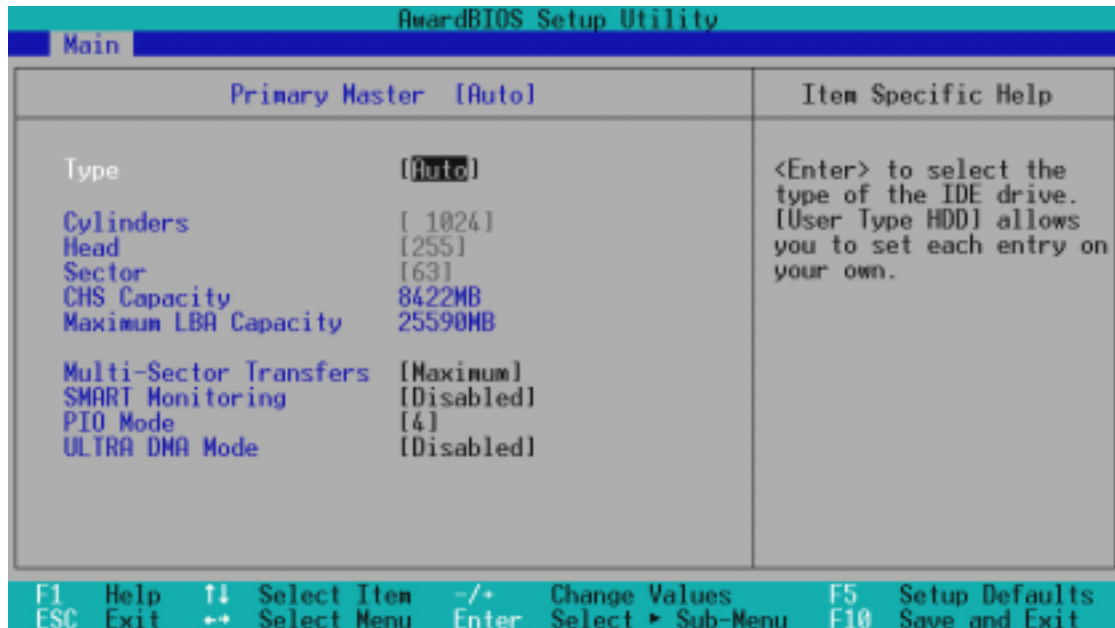 AwardBIOS Setup Utility
Main
Primary Master [Auto]
Item Specific Help
Type [Auto]
Cylinders [ 1024]
Head [255]
Sector [63]
CHS Capacity 8422MB
Maximum LBA Capacity 25590MB
Multi-Sector Transfers [Maximum]
SMART Monitoring [Disabled]
PIO Mode [4]
ULTRA DMA Mode [Disabled]
<Enter> to select the
type of the IDE drive.
[User Type HDD] allows
you to set each entry on
your own.
F1 Help ↑↓ Select Item -/+ Change Values F5 Setup Defaults
ESC Exit ←→ Select Menu Enter Select ► Sub-Menu F10 Save and Exit